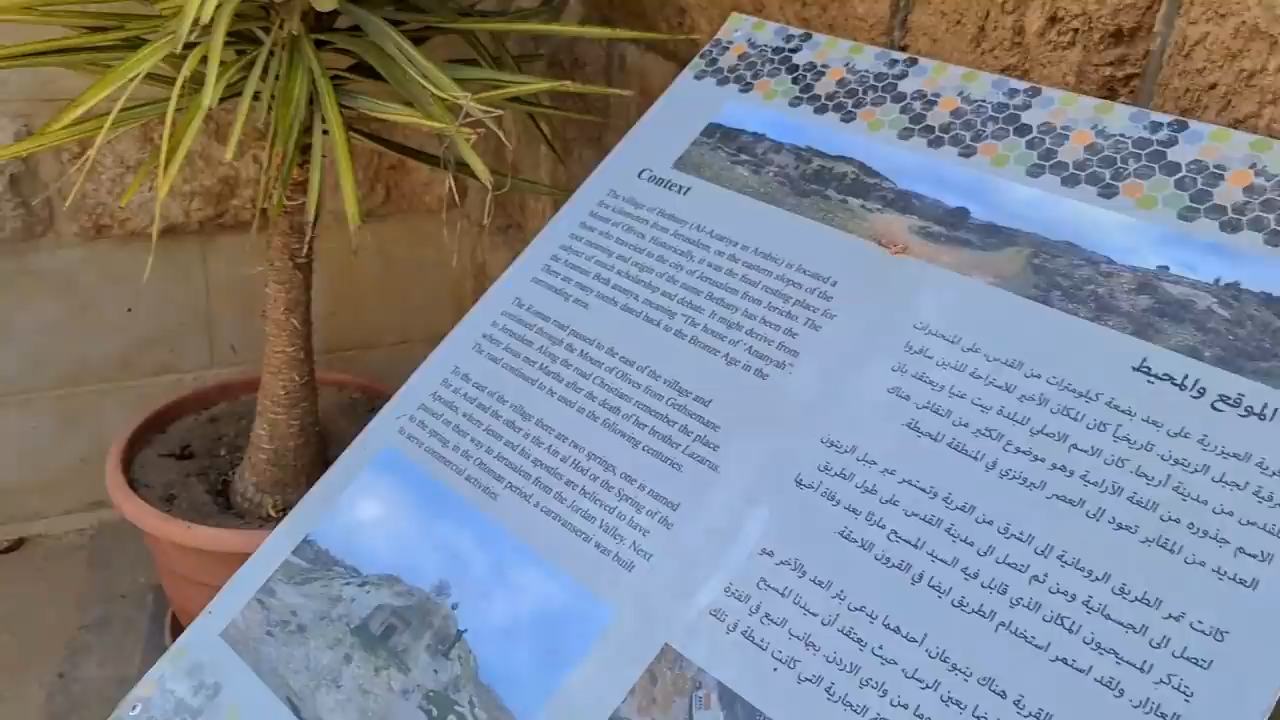 Context
The village of Bethany (Al-Azariya in Arabic) is located a
few kilometers from Jerusalem, on the eastern slopes of the
Mount of Olives. Historically, it was the final resting place for
those who traveled to the city of Jerusalem from Jericho. The
root meaning and origin of the name Bethany has been the
subject of much scholarship and debate. It might derive from
the Aramaic Beth ananya, meaning "The house of 'Ananyah".
There are many tombs dated back to the Bronze Age in the
surrounding area.
The Roman road passed to the east of the village and
continued through the Mount of Olives from Gethsemane
to Jerusalem. Along the road Christians remember the place
where Jesus met Martha after the death of her brother Lazarus.
The road continued to be used in the following centuries.
To the east of the village there are two springs, one is named
Bir al-Aed and the other is the Ain al Hod or the Spring of the
Apostles, where Jesus and his apostles are believed to have
passed on their way to Jerusalem from the Jordan Valley. Next
to the spring, in the Ottoman period, a caravanserai was built
to serve commercial activities.
الموقع والمحيط
العيزرية على بعد بضعة كيلومترات من القدس، على المنحدرات
لجبل الزيتون، تاريخياً كان المكان الأخير للاستراحة للذين سافروا
من مدينة أريحا. كان الاسم الاصلي للبلدة بيت عنيا ويعتقد بان
الاسم جذوره من اللغة الآرامية وهو موضوع الكثير من النقاش. هناك
العديد من المقابر تعود إلى العصر البرونزي في المنطقة المحيطة.
كانت تمر الطريق الرومانية إلى الشرق من القرية وتستمر عبر جبل الزيتون
لتصل الى الجسمانية ومن ثم لتصل الى مدينة القدس. على طول الطريق
يتذكر المسيحيون المكان الذي قابل فيه السيد المسيح مارثا بعد وفاة أخيها
ولقد استمر استخدام الطريق ايضا في القرون اللاحقة.
القرية هناك ينبوعان، أحدهما يدعى بئر العد والآخر هو
بعين الرسل، حيث يعتقد أن سيدنا المسيح
من وادي الاردن. بجانب النبع في الفترة
التجارية التي كانت نشطة في تلك